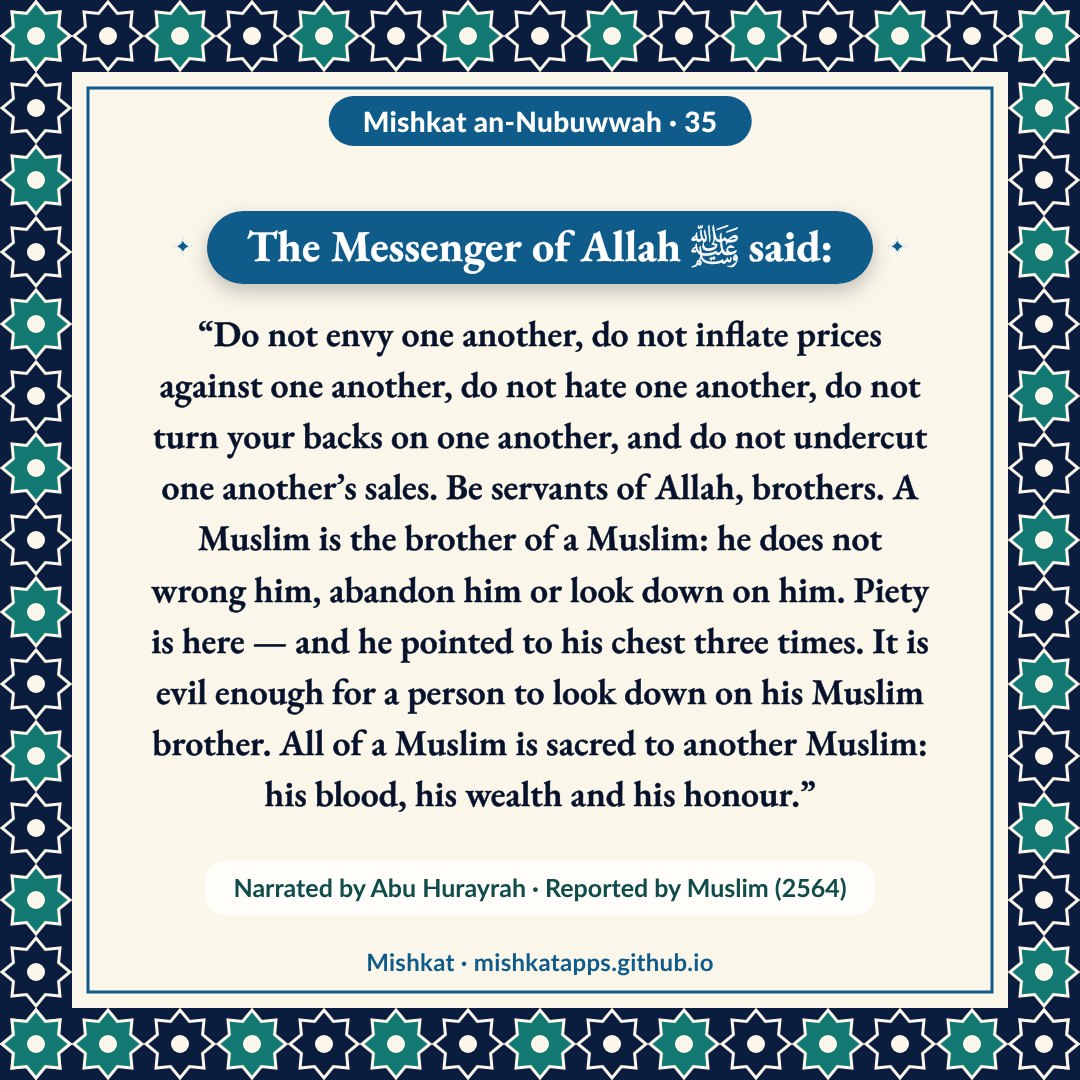 Mishkat an-Nubuwwah · 35
The Messenger of Allah ﷺ said:
“Do not envy one another, do not inflate prices
against one another, do not hate one another, do not
turn your backs on one another, and do not undercut
one another’s sales. Be servants of Allah, brothers. A
Muslim is the brother of a Muslim: he does not
wrong him, abandon him or look down on him. Piety
is here — and he pointed to his chest three times. It is
evil enough for a person to look down on his Muslim
brother. All of a Muslim is sacred to another Muslim:
his blood, his wealth and his honour.”
Narrated by Abu Hurayrah · Reported by Muslim (2564)
Mishkat · mishkatapps.github.io